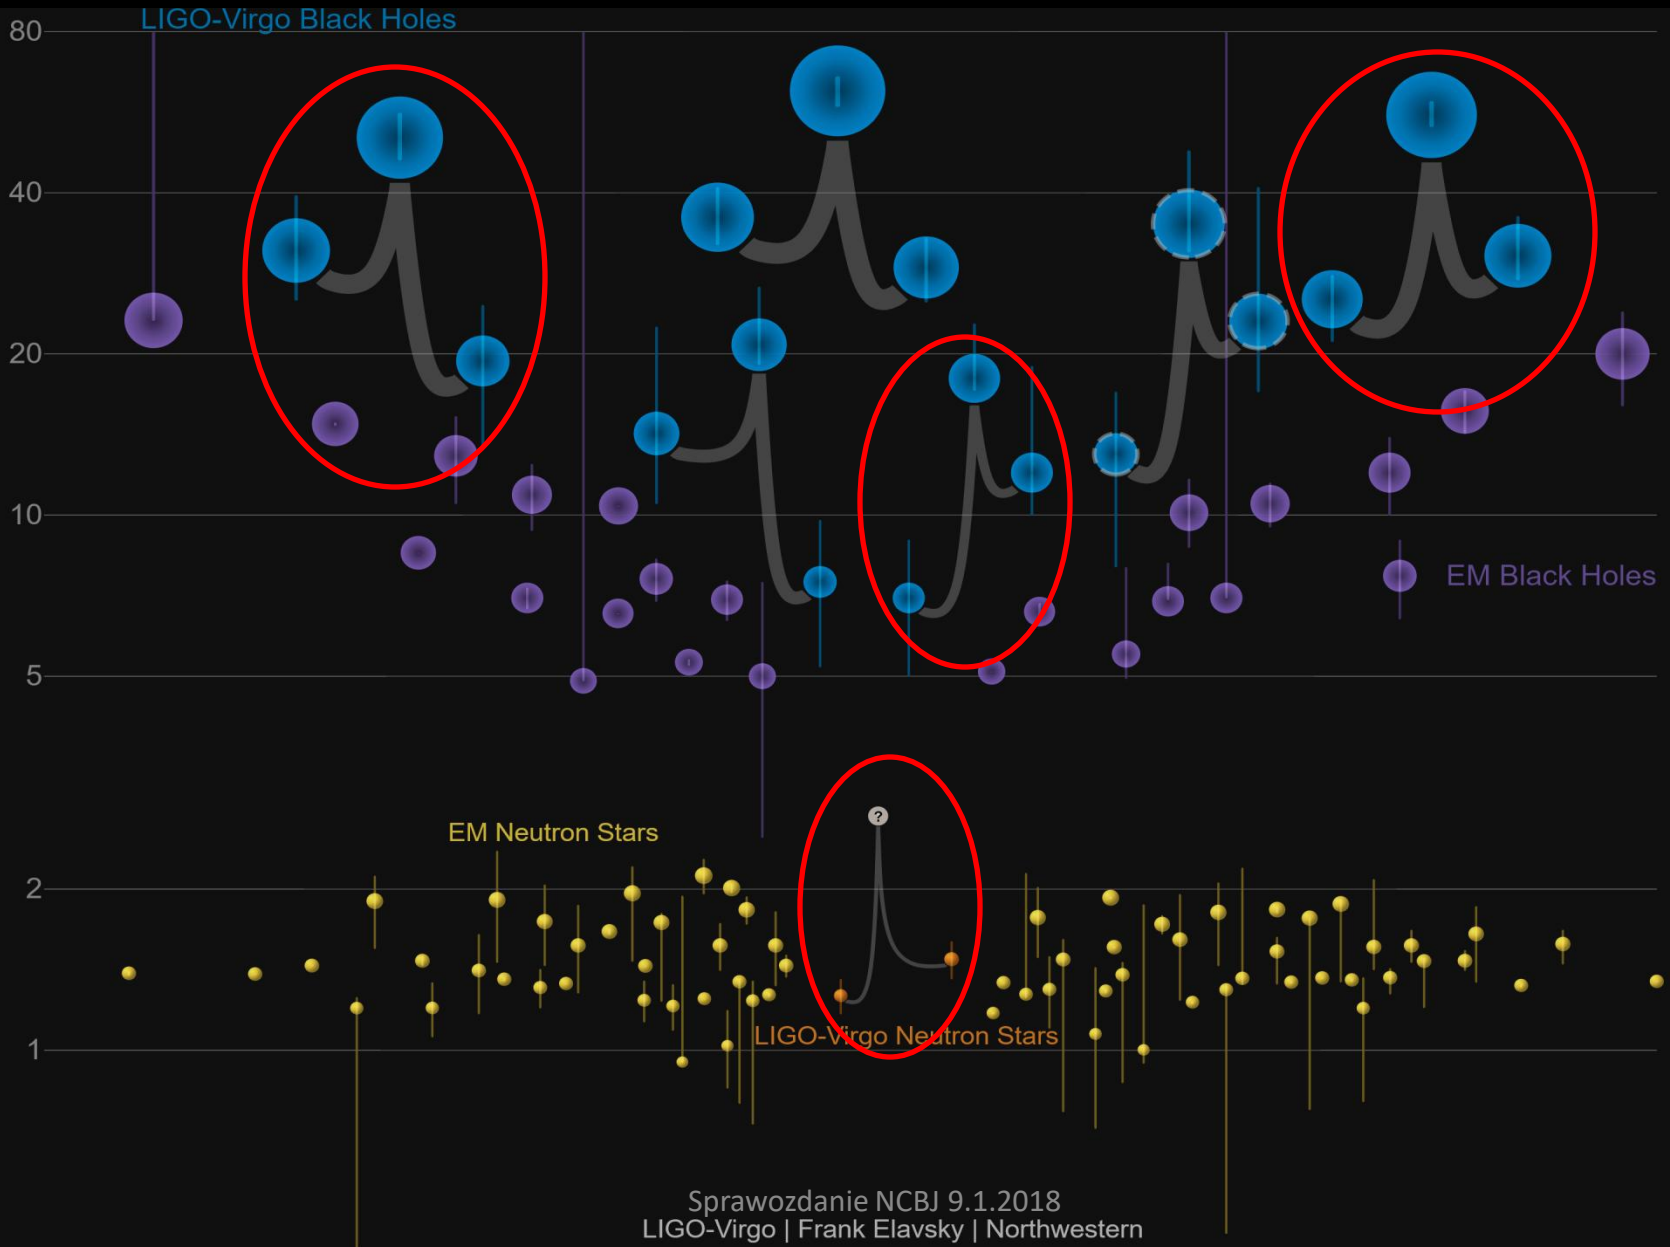 LIGO-Virgo Black Holes
80
40
20
10
EM Black Holes
5
?
EM Neutron Stars
2
LIGO-Virgo Neutron Stars
1
Sprawozdanie NCBJ 9.1.2018
LIGO-Virgo | Frank Elavsky | Northwestern